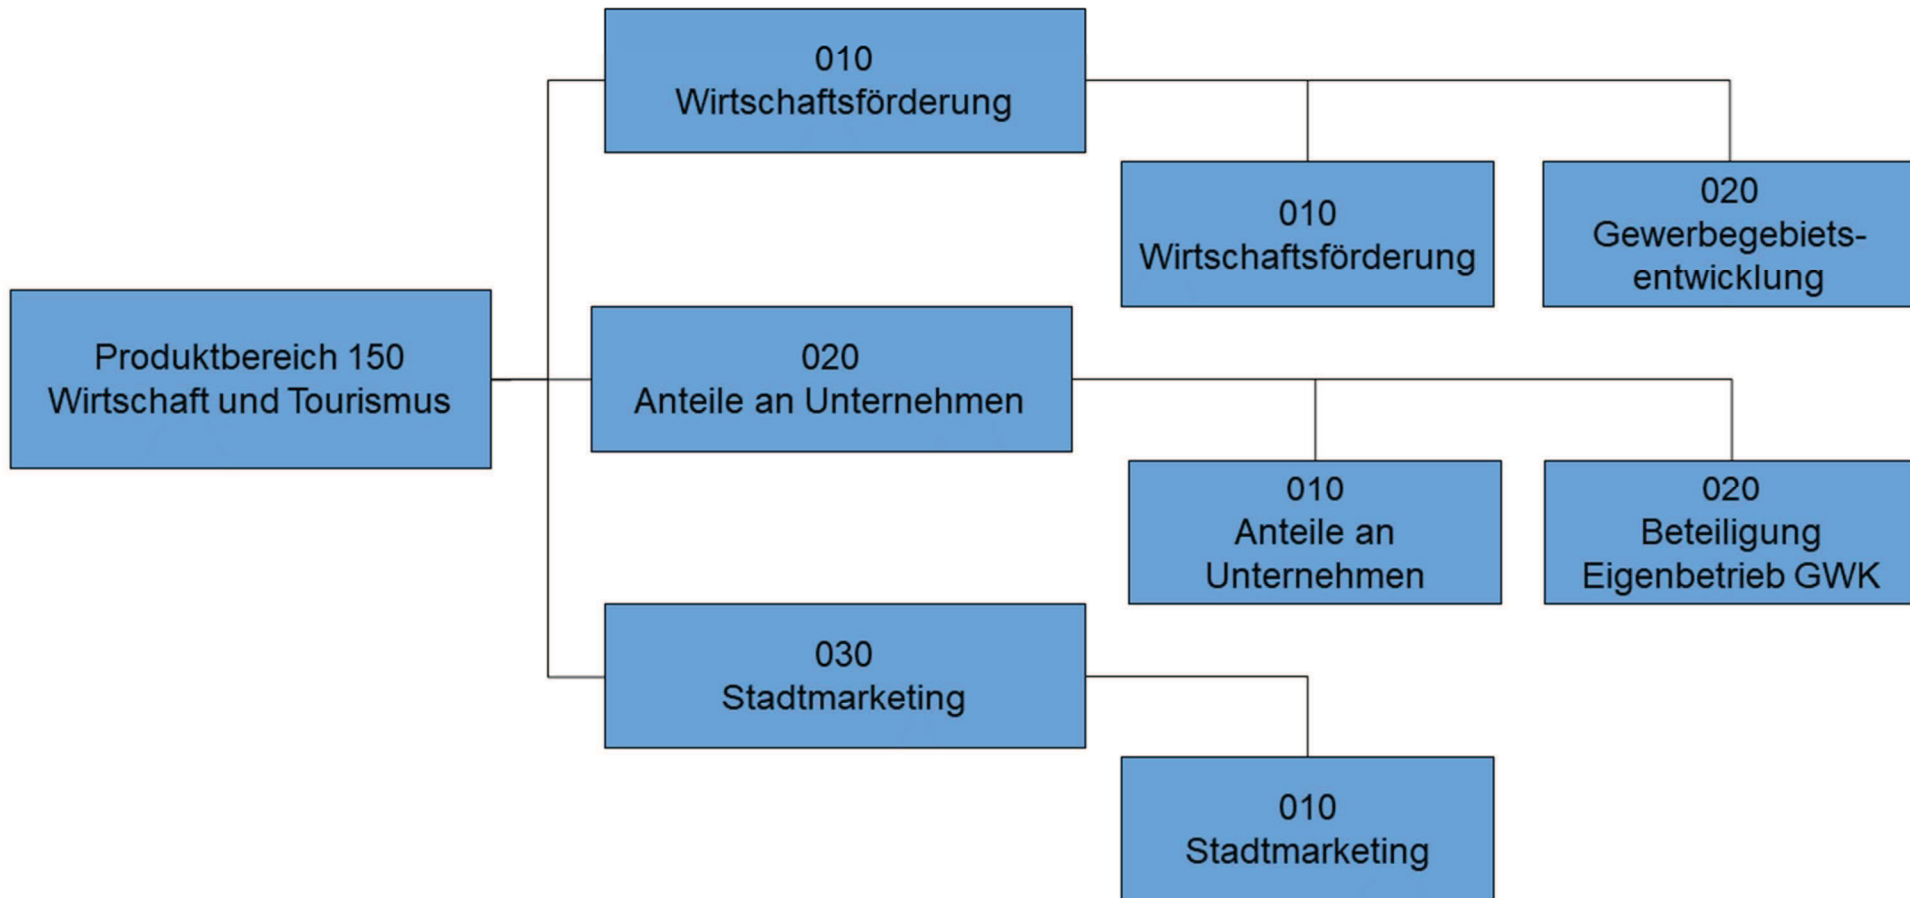 010
Wirtschaftsförderung
010
Wirtschaftsförderung
020
Gewerbegebiets-
entwicklung
Produktbereich 150
Wirtschaft und Tourismus
020
Anteile an Unternehmen
010
Anteile an
Unternehmen
020
Beteiligung
Eigenbetrieb GWK
030
Stadtmarketing
010
Stadtmarketing